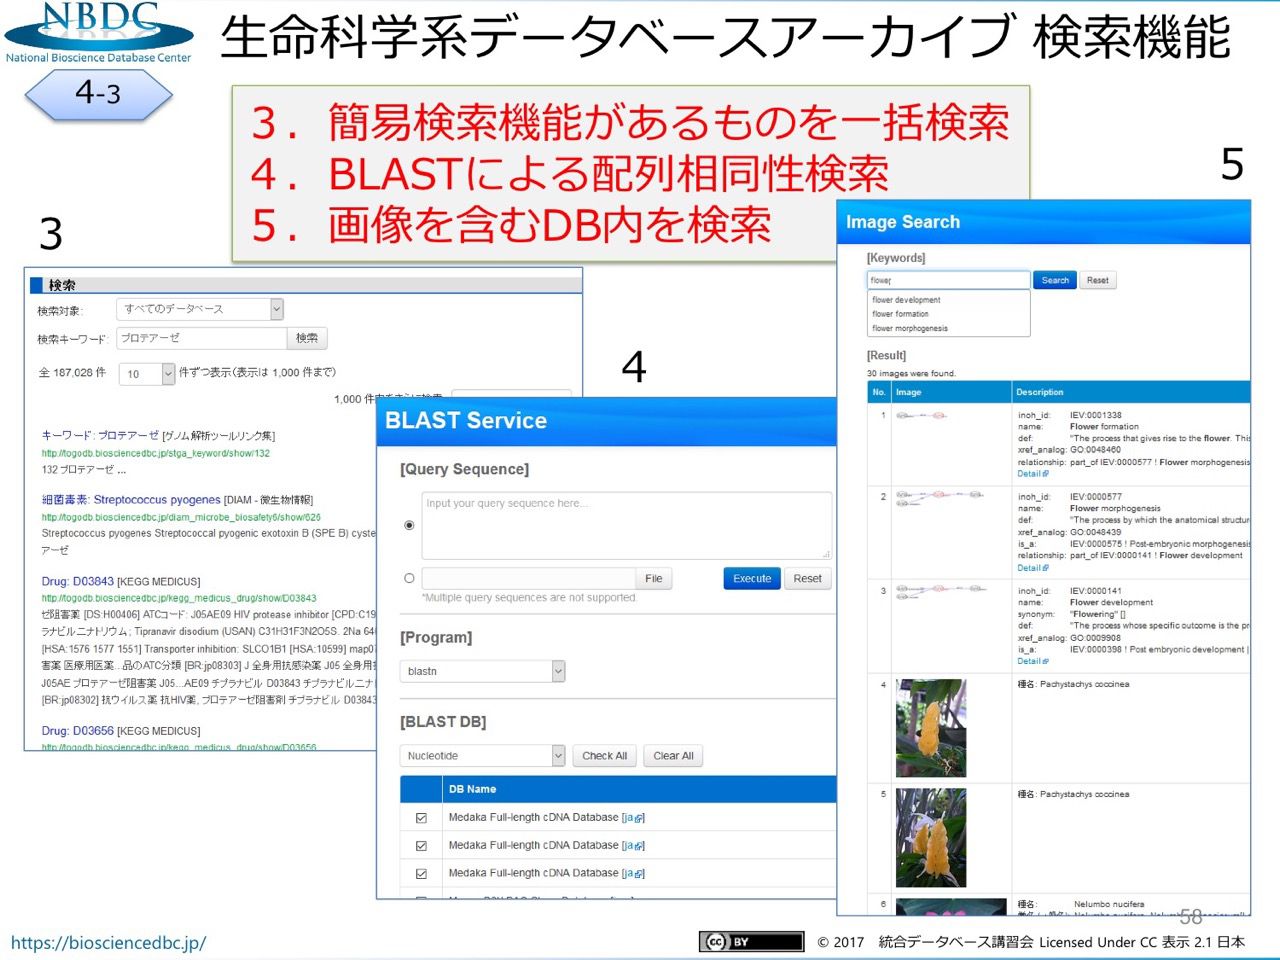 NBDC
National Bioscience Database Center
生命科学系データベースアーカイブ 検索機能
4-3
3. 簡易検索機能があるものを一括検索
4. BLASTによる配列相同性検索
5. 画像を含むDB内を検索
3
検索
検索対象: すべてのデータベース
検索キーワード: プロテアーゼ 検索
全 187,028 件 10 件ずつ表示(表示は 1,000 件まで)
キーワード: プロテアーゼ [ゲノム解析ツールリンク集]
http://togodb.biosciencedbc.jp/stga_keyword/show/132
132 プロテアーゼ ...
細菌毒素: Streptococcus pyogenes [DIAM - 微生物情報]
http://togodb.biosciencedbc.jp/diam_microbe_biosafety6/show/626
Streptococcus pyogenes Streptococcal pyogenic exotoxin B (SPE B) cyste
アーゼ
Drug: D03843 [KEGG MEDICUS]
http://togodb.biosciencedbc.jp/kegg_medicus_drug/show/D03843
ゼ阻害薬 [DS:H00406] ATCコード: J05AE09 HIV protease inhibitor [CPD:C19
ラナビル二ナトリウム; Tipranavir disodium (USAN) C31H31F3N2O5S. 2Na 64
[HSA:1576 1577 1551] Transporter inhibition: SLCO1B1 [HSA:10599] map07
害薬 医療用医薬...品のATC分類 [BR:jp08303] J 全身用抗感染薬 J05 全身用
J05AE プロテアーゼ阻害薬 J05...AE09 チプラナビル D03843 チプラナビル二ナト
[BR:jp08302] 抗ウイルス薬 抗HIV薬, プロテアーゼ阻害剤 チプラナビル D03843
Drug: D03656 [KEGG MEDICUS]
http://togodb.biosciencedbc.jp/kegg_medicus_drug/show/D03656
4
BLAST Service
[Query Sequence]
Input your query sequence here...
File Execute Reset
*Multiple query sequences are not supported.
[Program]
blastn
[BLAST DB]
Nucleotide Check All Clear All
DB Name
Medaka Full-length cDNA Database [ja]
Medaka Full-length cDNA Database [ja]
Medaka Full-length cDNA Database [ja]
5
Image Search
[Keywords]
flower Search Reset
flower development
flower formation
flower morphogenesis
[Result]
30 images were found.
No. Image Description
1
inoh_id: IEV:0001338
name: Flower formation
def: "The process that gives rise to the flower. This
xref_analog: GO:0048460
relationship: part_of IEV:0000577 ! Flower morphogenesis
Detail
2
inoh_id: IEV:0000577
name: Flower morphogenesis
def: "The process by which the anatomical structur
xref_analog: GO:0048439
is_a: IEV:0000575 ! Post-embryonic morphogenesis
relationship: part_of IEV:0000141 ! Flower development
Detail
3
inoh_id: IEV:0000141
name: Flower development
synonym: "Flowering" []
def: "The process whose specific outcome is the pr
xref_analog: GO:0009908
is_a: IEV:0000398 ! Post embryonic development |
Detail
4 種名: Pachystachys coccinea
5 種名: Pachystachys coccinea
6 種名: Nelumbo nucifera
58
https://biosciencedbc.jp/
cc BY
© 2017 統合データベース講習会 Licensed Under CC 表示 2.1 日本